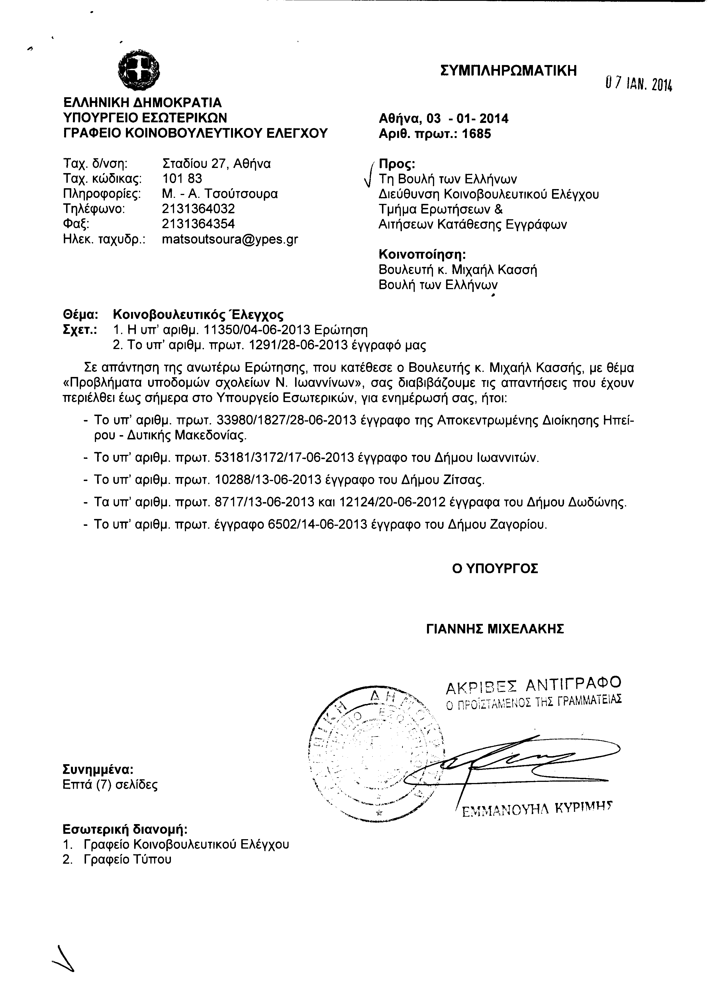 ΣΥΜΠΛΗΡΩΜΑΤΙΚΗ
07 ΙΑΝ. 2014
ΕΛΛΗΝΙΚΗ ΔΗΜΟΚΡΑΤΙΑ
ΥΠΟΥΡΓΕΙΟ ΕΣΩΤΕΡΙΚΩΝ
ΓΡΑΦΕΙΟ ΚΟΙΝΟΒΟΥΛΕΥΤΙΚΟΥ ΕΛΕΓΧΟΥ
Αθήνα, 03 - 01- 2014
Αριθ. πρωτ.: 1685
Ταχ. δ/νση: Σταδίου 27, Αθήνα
Ταχ. κώδικας: 101 83
Πληροφορίες: Μ. - Α. Τσούτσουρα
Τηλέφωνο: 2131364032
Φαξ: 2131364354
Ηλεκ. ταχυδρ.: matsoutsoura@ypes.gr
Προς:
Τη Βουλή των Ελλήνων
Διεύθυνση Κοινοβουλευτικού Ελέγχου
Τμήμα Ερωτήσεων &
Αιτήσεων Κατάθεσης Εγγράφων
Κοινοποίηση:
Βουλευτή κ. Μιχαήλ Κασσή
Βουλή των Ελλήνων
Θέμα: Κοινοβουλευτικός Έλεγχος
Σχετ.: 1. Η υπ’ αριθμ. 11350/04-06-2013 Ερώτηση
2. Το υπ’ αριθμ. πρωτ. 1291/28-06-2013 έγγραφό μας
Σε απάντηση της ανωτέρω Ερώτησης, που κατέθεσε ο Βουλευτής κ. Μιχαήλ Κασσής, με θέμα
«Προβλήματα υποδομών σχολείων Ν. Ιωαννίνων», σας διαβιβάζουμε τις απαντήσεις που έχουν
περιέλθει έως σήμερα στο Υπουργείο Εσωτερικών, για ενημέρωσή σας, ήτοι:
- Το υπ’ αριθμ. πρωτ. 33980/1827/28-06-2013 έγγραφο της Αποκεντρωμένης Διοίκησης Ηπεί-
ρου - Δυτικής Μακεδονίας.
- Το υπ’ αριθμ. πρωτ. 53181/3172/17-06-2013 έγγραφο του Δήμου Ιωαννιτών.
- Το υπ’ αριθμ. πρωτ. 10288/13-06-2013 έγγραφο του Δήμου Ζίτσας.
- Τα υπ’ αριθμ. πρωτ. 8717/13-06-2013 και 12124/20-06-2012 έγγραφα του Δήμου Δωδώνης.
- Το υπ’ αριθμ. πρωτ. έγγραφο 6502/14-06-2013 έγγραφο του Δήμου Ζαγορίου.
Ο ΥΠΟΥΡΓΟΣ
ΓΙΑΝΝΗΣ ΜΙΧΕΛΑΚΗΣ
ΑΚΡΙΒΕΣ ΑΝΤΙΓΡΑΦΟ
Ο ΠΡΟΪΣΤΑΜΕΝΟΣ ΤΗΣ ΓΡΑΜΜΑΤΕΙΑΣ
ΕΜΜΑΝΟΥΗΛ ΚΥΡΙΜΗΣ
Συνημμένα:
Επτά (7) σελίδες
Εσωτερική διανομή:
1. Γραφείο Κοινοβουλευτικού Ελέγχου
2. Γραφείο Τύπου